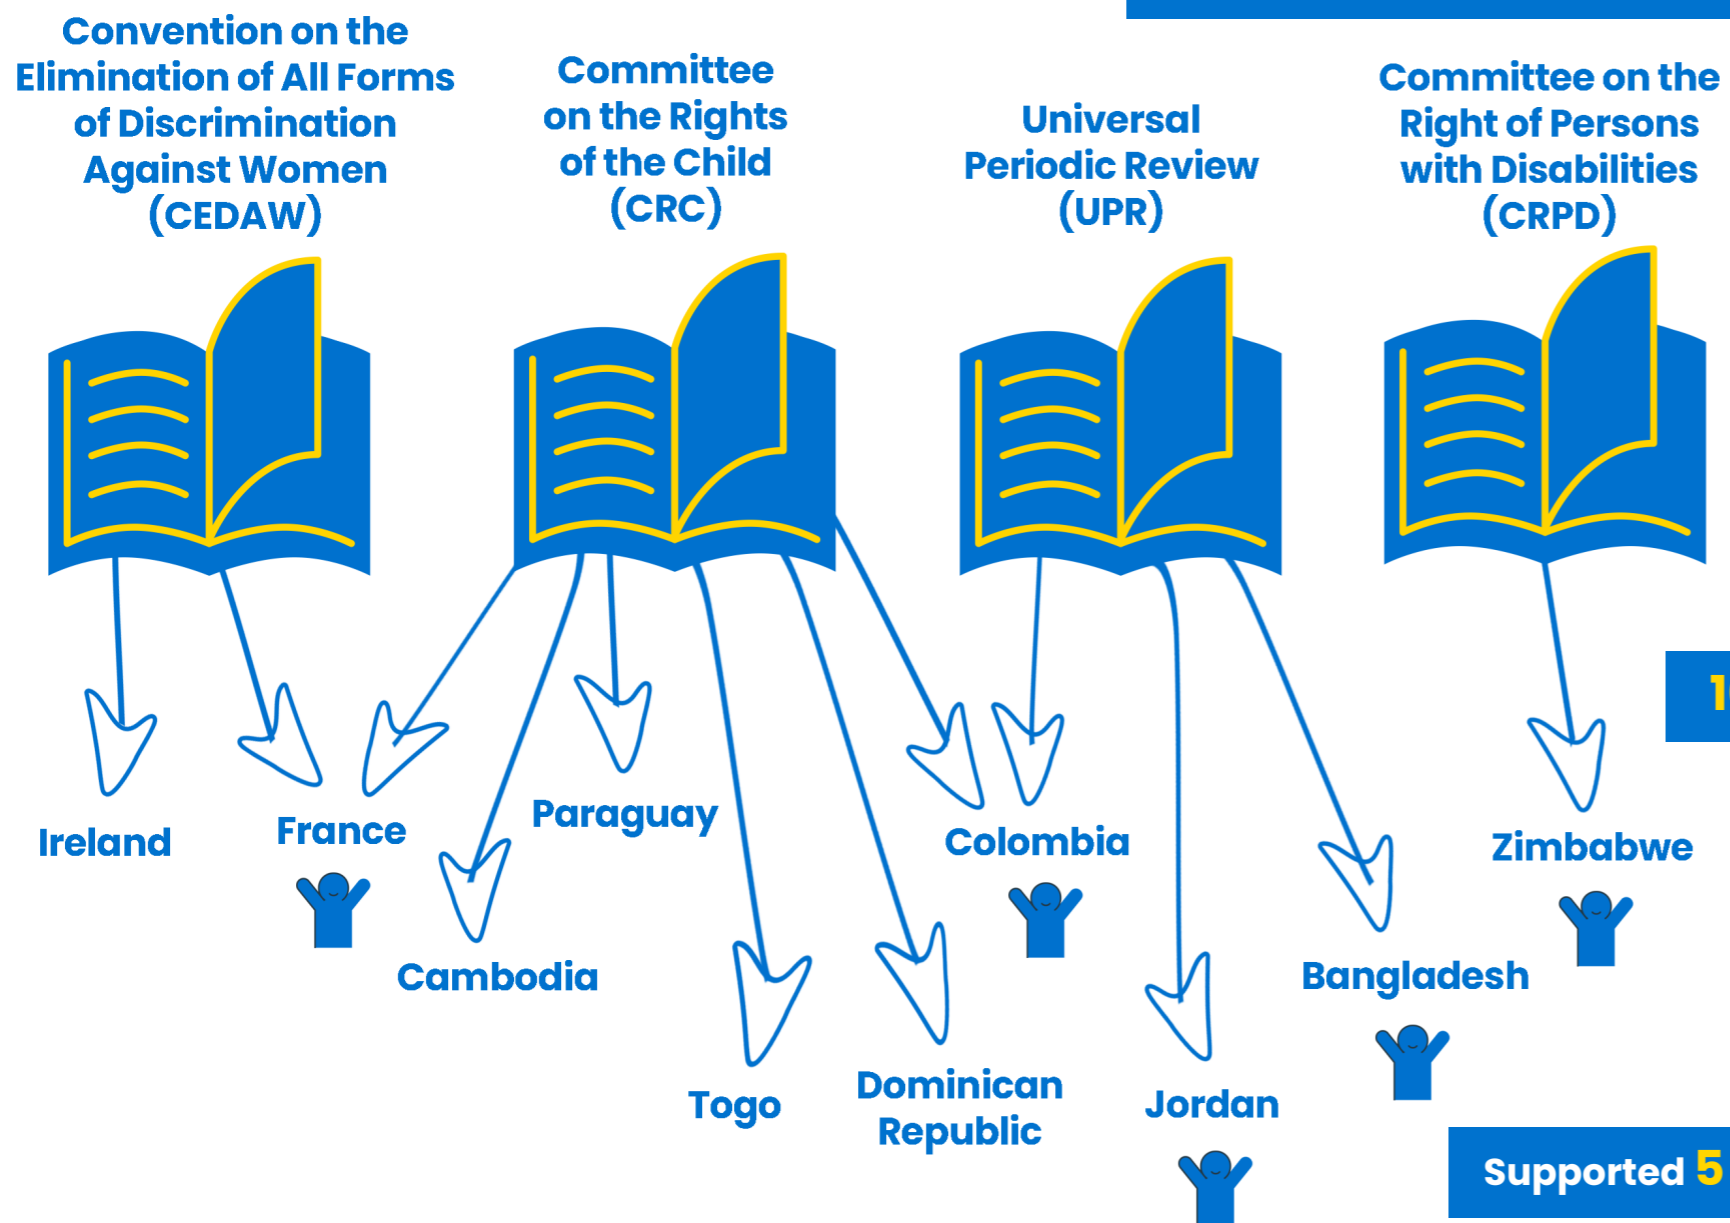 Convention on the
Elimination of All Forms
of Discrimination
Against Women
(CEDAW)
Committee
on the Rights
of the Child
(CRC)
Universal
Periodic Review
(UPR)
Committee on the
Right of Persons
with Disabilities
(CRPD)
1
Ireland
France
Paraguay
Colombia
Zimbabwe
Cambodia
Bangladesh
Togo
Dominican
Republic
Jordan
Supported 5